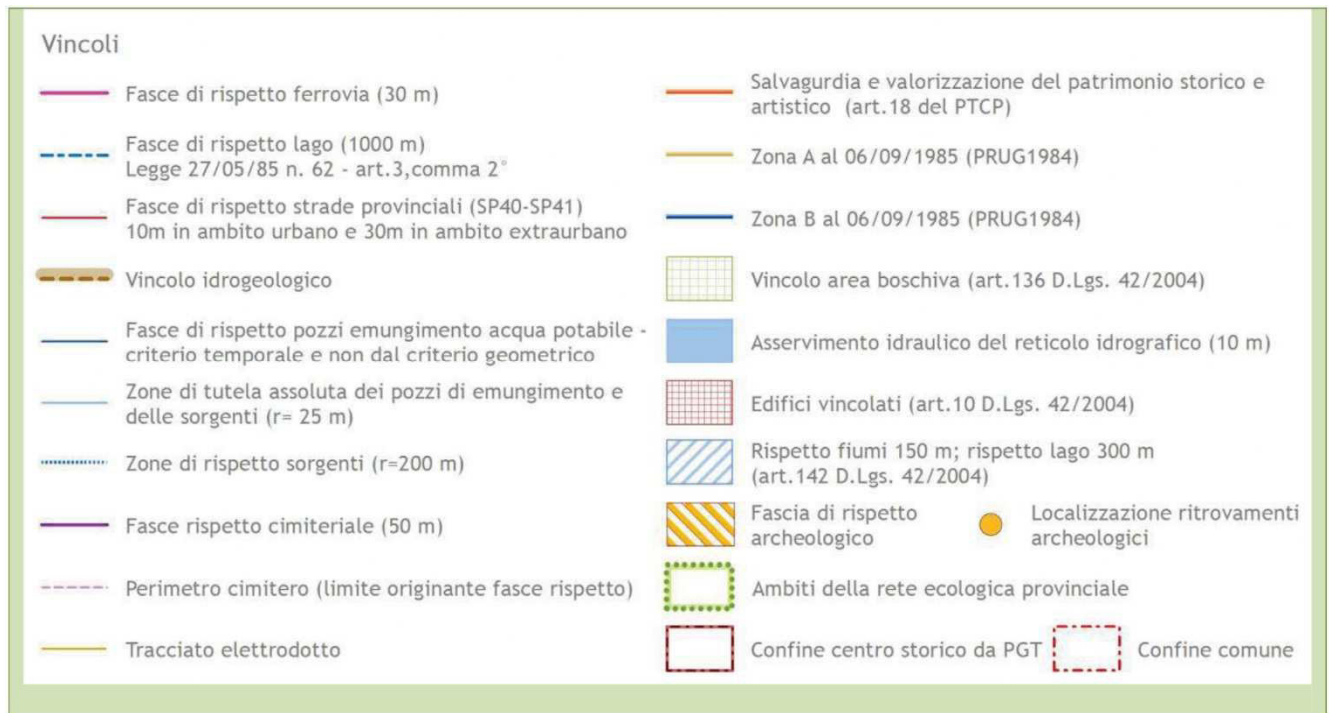 Vincoli
Fasce di rispetto ferrovia (30 m)
Fasce di rispetto lago (1000 m)
Legge 27/05/85 n. 62 - art.3,comma 2°
Fasce di rispetto strade provinciali (SP40-SP41)
10m in ambito urbano e 30m in ambito extraurbano
Vincolo idrogeologico
Fasce di rispetto pozzi emungimento acqua potabile -
criterio temporale e non dal criterio geometrico
Zone di tutela assoluta dei pozzi di emungimento e
delle sorgenti (r= 25 m)
Zone di rispetto sorgenti (r=200 m)
Fasce rispetto cimiteriale (50 m)
Perimetro cimitero (limite originante fasce rispetto)
Tracciato elettrodotto
Salvagurdia e valorizzazione del patrimonio storico e
artistico (art.18 del PTCP)
Zona A al 06/09/1985 (PRUG1984)
Zona B al 06/09/1985 (PRUG1984)
Vincolo area boschiva (art.136 D.Lgs. 42/2004)
Asservimento idraulico del reticolo idrografico (10 m)
Edifici vincolati (art.10 D.Lgs. 42/2004)
Rispetto fiumi 150 m; rispetto lago 300 m
(art.142 D.Lgs. 42/2004)
Fascia di rispetto
archeologico
Localizzazione ritrovamenti
archeologici
Ambiti della rete ecologica provinciale
Confine centro storico da PGT
Confine comune